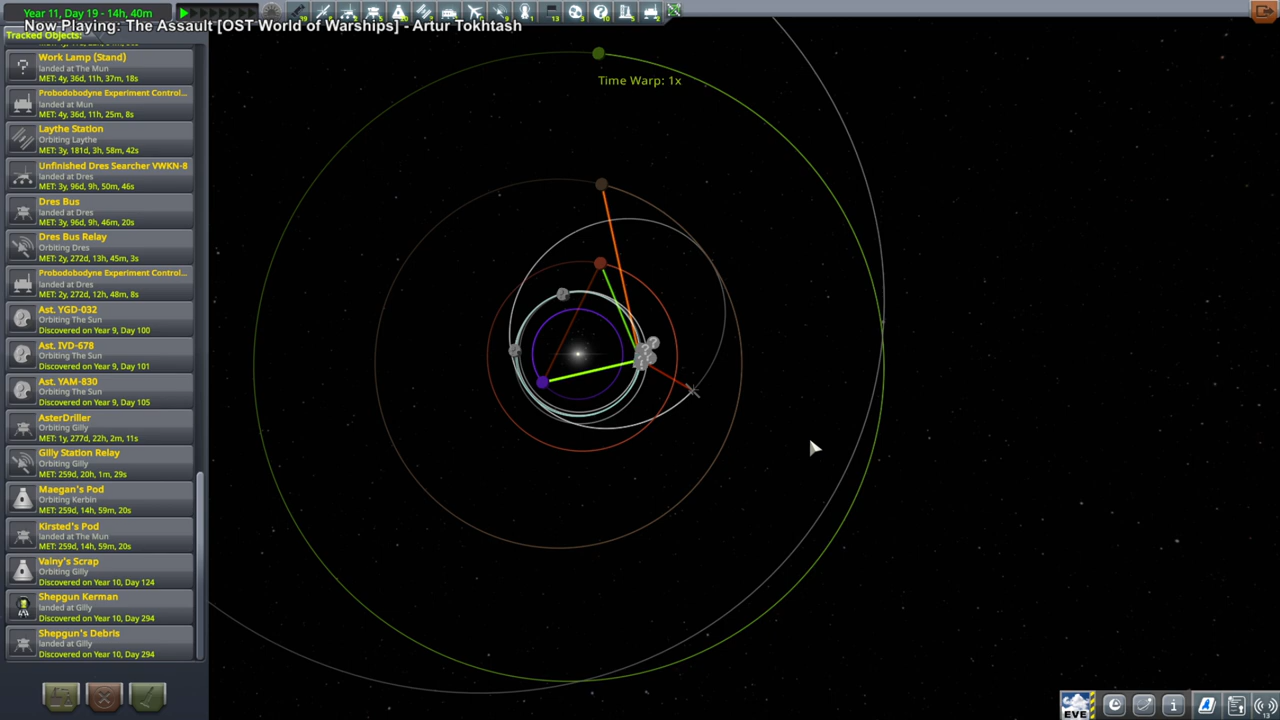 Year 11, Day 19 - 14h, 40m
Now Playing: The Assault [OST World of Warships] - Artur Tokhtash
Tracked Objects:
Time Warp: 1x
Work Lamp (Stand)
landed at The Mun
MET: 4y, 36d, 11h, 37m, 18s
Probodobodyne Experiment Control...
landed at Mun
MET: 4y, 36d, 11h, 25m, 8s
Laythe Station
Orbiting Laythe
MET: 3y, 181d, 3h, 58m, 42s
Unfinished Dres Searcher VWKN-8
landed at Dres
MET: 3y, 96d, 9h, 50m, 46s
Dres Bus
landed at Dres
MET: 3y, 96d, 9h, 46m, 20s
Dres Bus Relay
Orbiting Dres
MET: 2y, 272d, 13h, 45m, 3s
Probodobodyne Experiment Control...
landed at Dres
MET: 2y, 272d, 12h, 48m, 8s
Ast. YGD-032
Orbiting The Sun
Discovered on Year 9, Day 100
Ast. IVD-678
Orbiting The Sun
Discovered on Year 9, Day 101
Ast. YAM-830
Orbiting The Sun
Discovered on Year 9, Day 105
AsterDriller
Orbiting Gilly
MET: 1y, 277d, 22h, 2m, 11s
Gilly Station Relay
Orbiting Gilly
MET: 259d, 20h, 1m, 29s
Maegan's Pod
Orbiting Kerbin
MET: 259d, 14h, 59m, 20s
Kirsted's Pod
landed at The Mun
MET: 259d, 14h, 59m, 20s
Valny's Scrap
Orbiting Gilly
Discovered on Year 10, Day 124
Shepgun Kerman
landed at Gilly
Discovered on Year 10, Day 294
Shepgun's Debris
landed at Gilly
Discovered on Year 10, Day 294
EVE